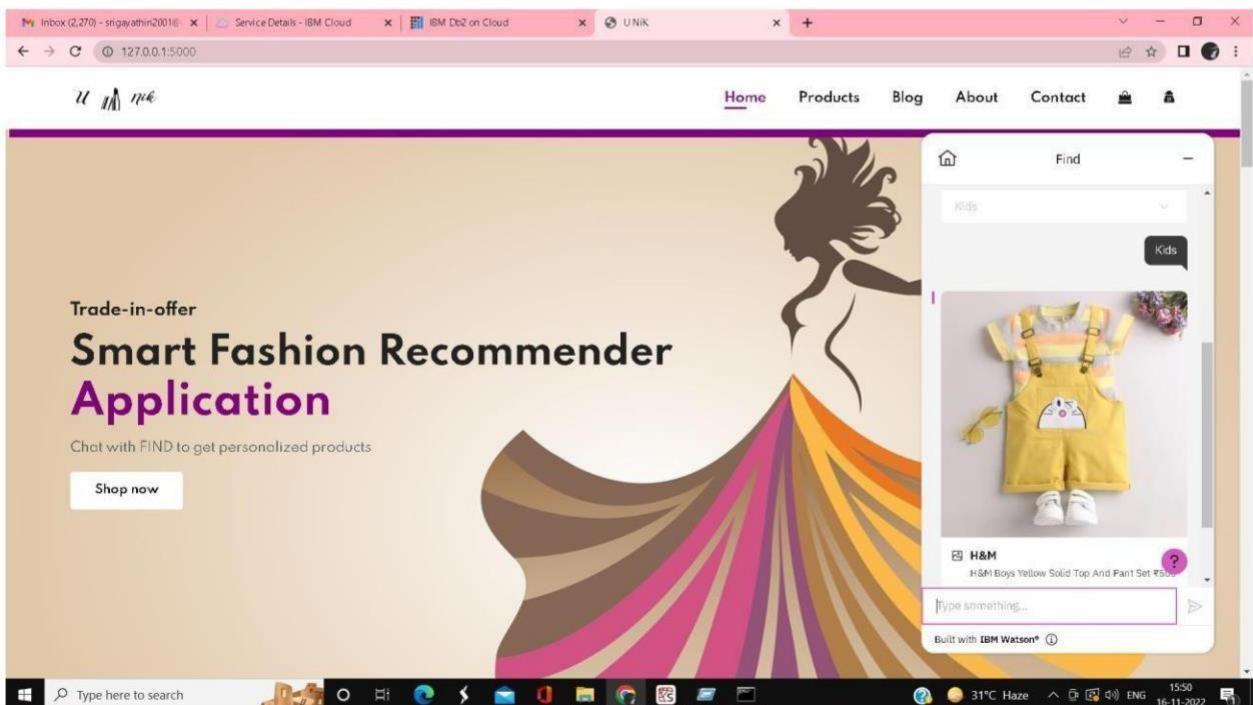 Inbox (2,270) - srigayathiri2001@
Service Details - IBM Cloud
IBM Db2 on Cloud
UNiK
127.0.0.1:5000
U nik
Home Products Blog About Contact
Find
Kids
Kids
Trade-in-offer
Smart Fashion Recommender
Application
Chat with FIND to get personalized products
Shop now
H&M
?
H&M Boys Yellow Solid Top And Pant Set
Type something...
Built with IBM Watson®
Type here to search
31°C Haze
ENG
15:50
16-11-2022